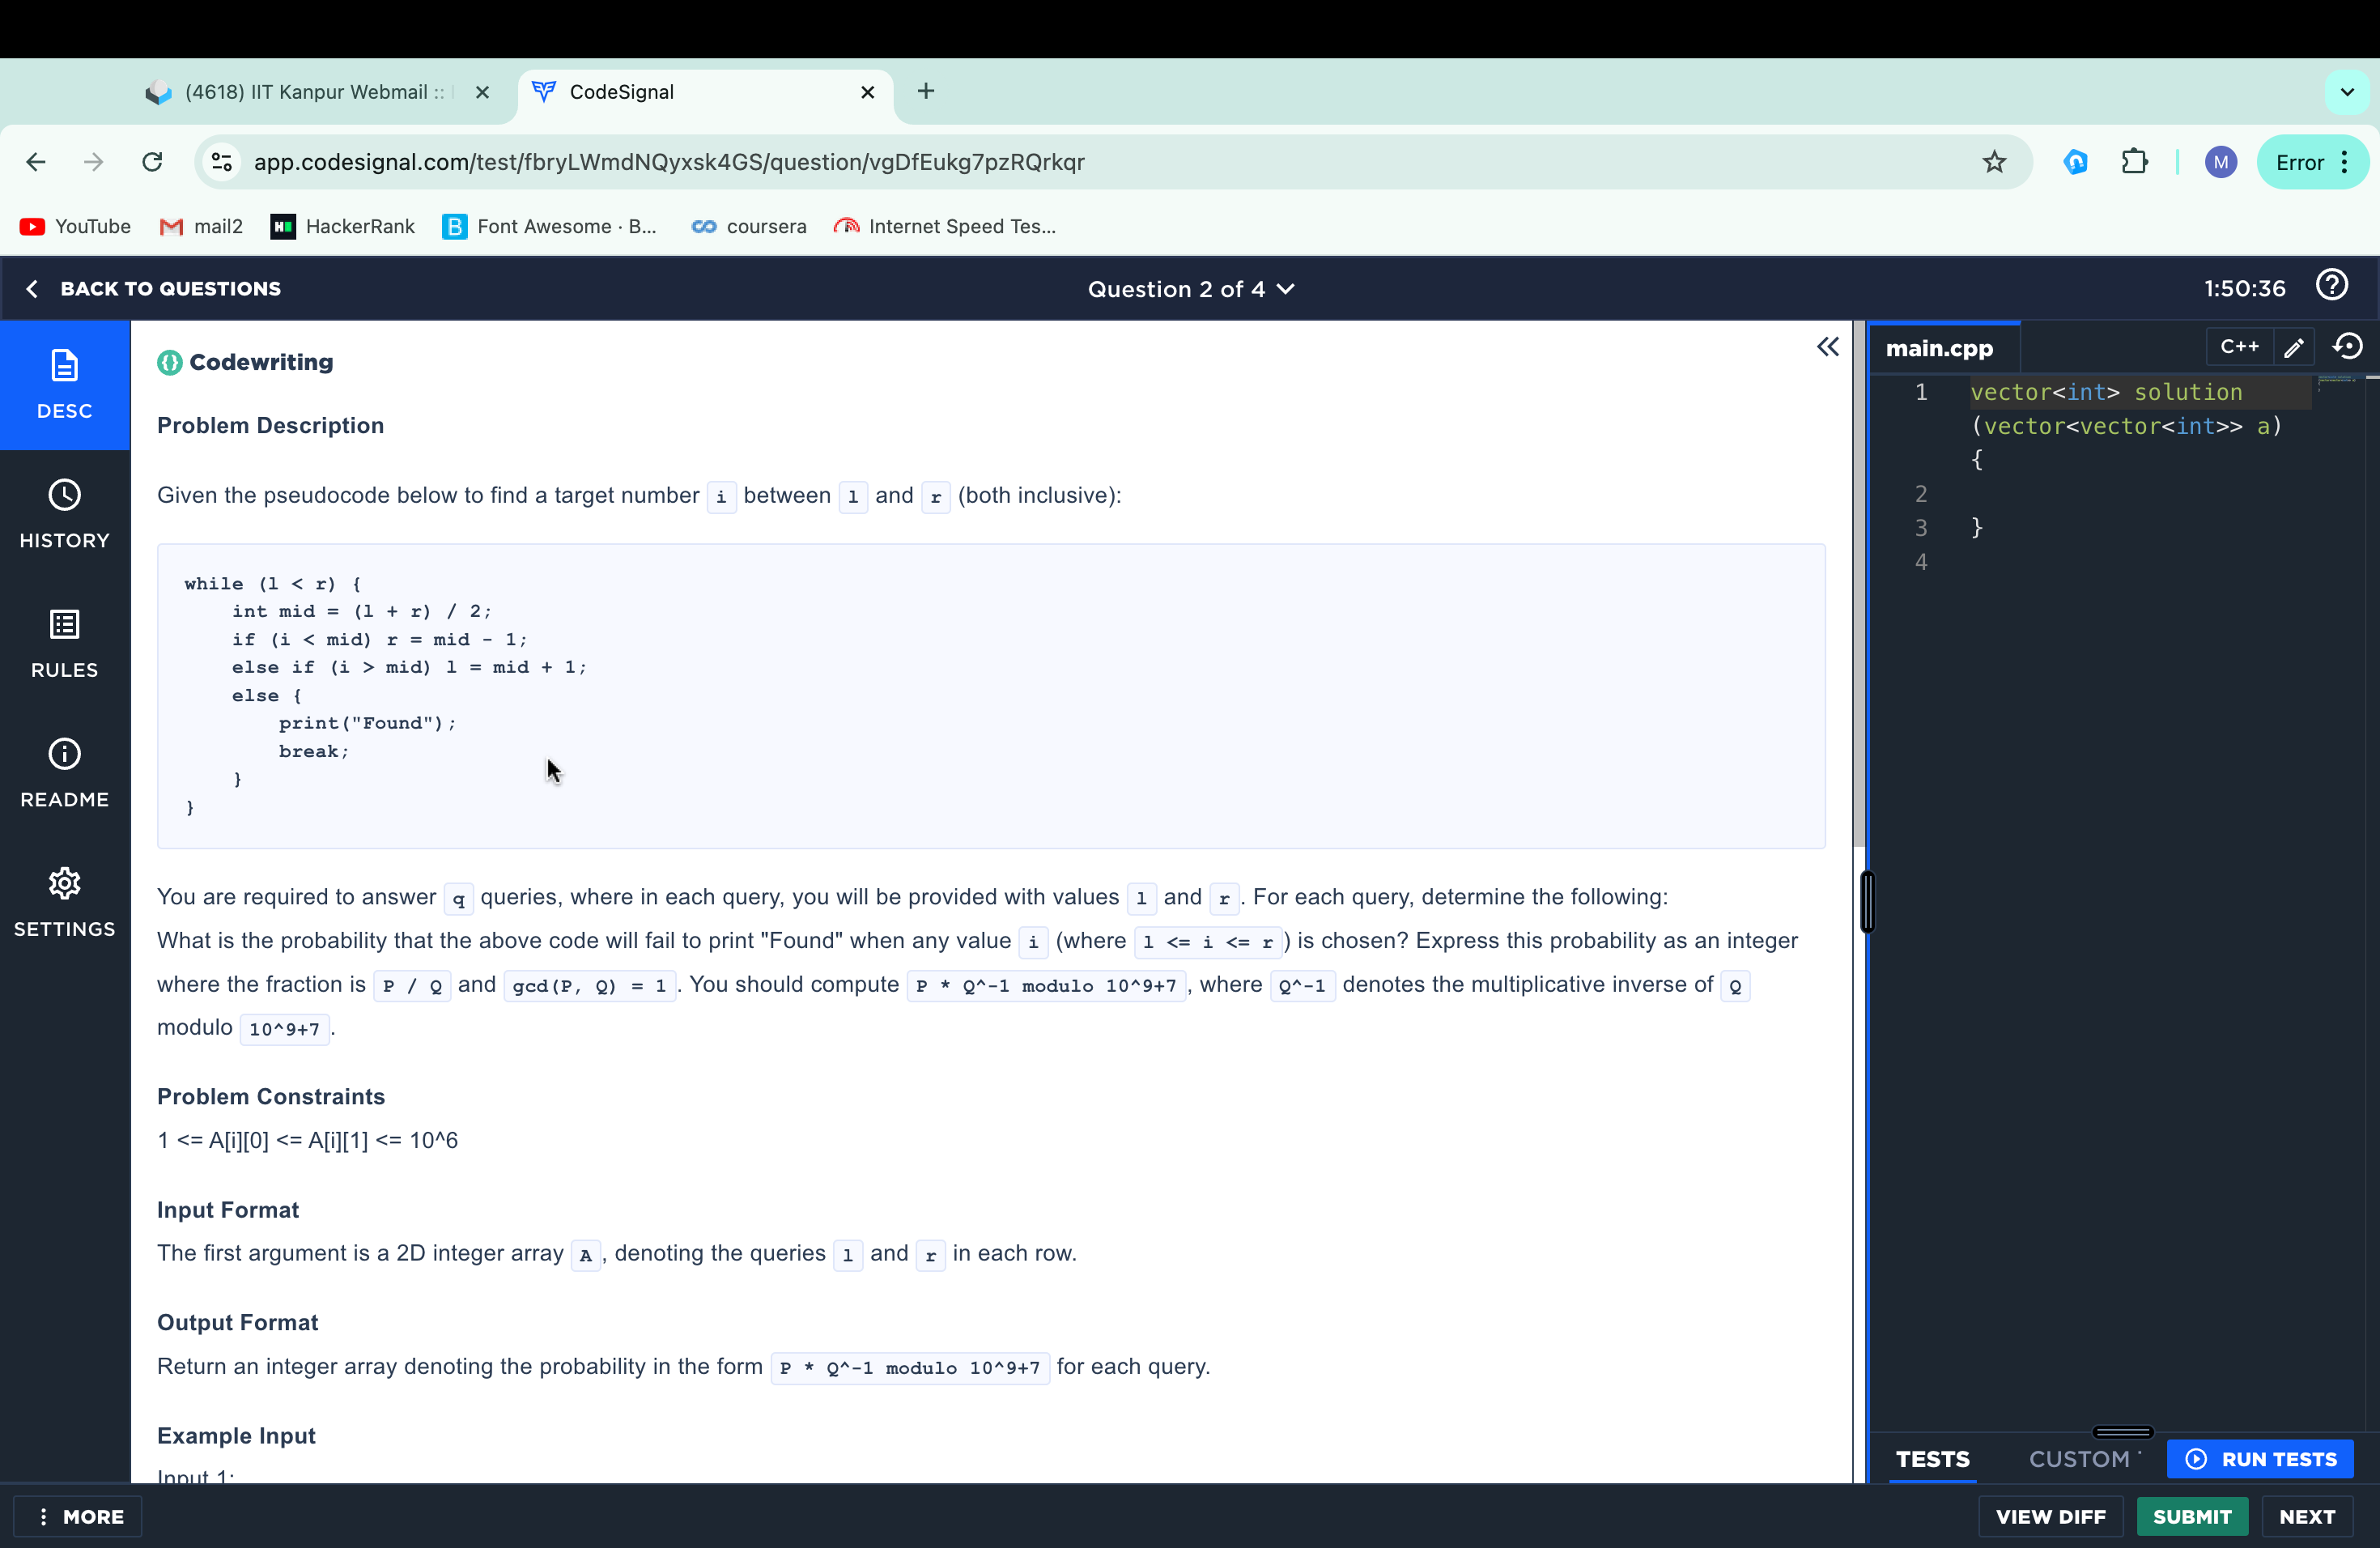 (4618) IIT Kanpur Webmail ::
CodeSignal
app.codesignal.com/test/fbryLWmdNQyxsk4GS/question/vgDfEukg7pzRQrkqr
M
Error
YouTube
mail2
HackerRank
Font Awesome · B...
coursera
Internet Speed Tes...
BACK TO QUESTIONS
Question 2 of 4
1:50:36
DESC
HISTORY
RULES
README
SETTINGS
Codewriting
Problem Description
Given the pseudocode below to find a target number i between l and r (both inclusive):
while (l < r) {
    int mid = (l + r) / 2;
    if (i < mid) r = mid - 1;
    else if (i > mid) l = mid + 1;
    else {
        print("Found");
        break;
    }
}
You are required to answer q queries, where in each query, you will be provided with values l and r. For each query, determine the following:
What is the probability that the above code will fail to print "Found" when any value i (where l <= i <= r) is chosen? Express this probability as an integer
where the fraction is P / Q and gcd(P, Q) = 1. You should compute P * Q^-1 modulo 10^9+7, where Q^-1 denotes the multiplicative inverse of Q
modulo 10^9+7.
Problem Constraints
1 <= A[i][0] <= A[i][1] <= 10^6
Input Format
The first argument is a 2D integer array A, denoting the queries l and r in each row.
Output Format
Return an integer array denoting the probability in the form P * Q^-1 modulo 10^9+7 for each query.
Example Input
Input 1:
main.cpp
C++
1 vector<int> solution
(vector<vector<int>> a)
{
2
3 }
4
TESTS
CUSTOM
RUN TESTS
MORE
VIEW DIFF
SUBMIT
NEXT